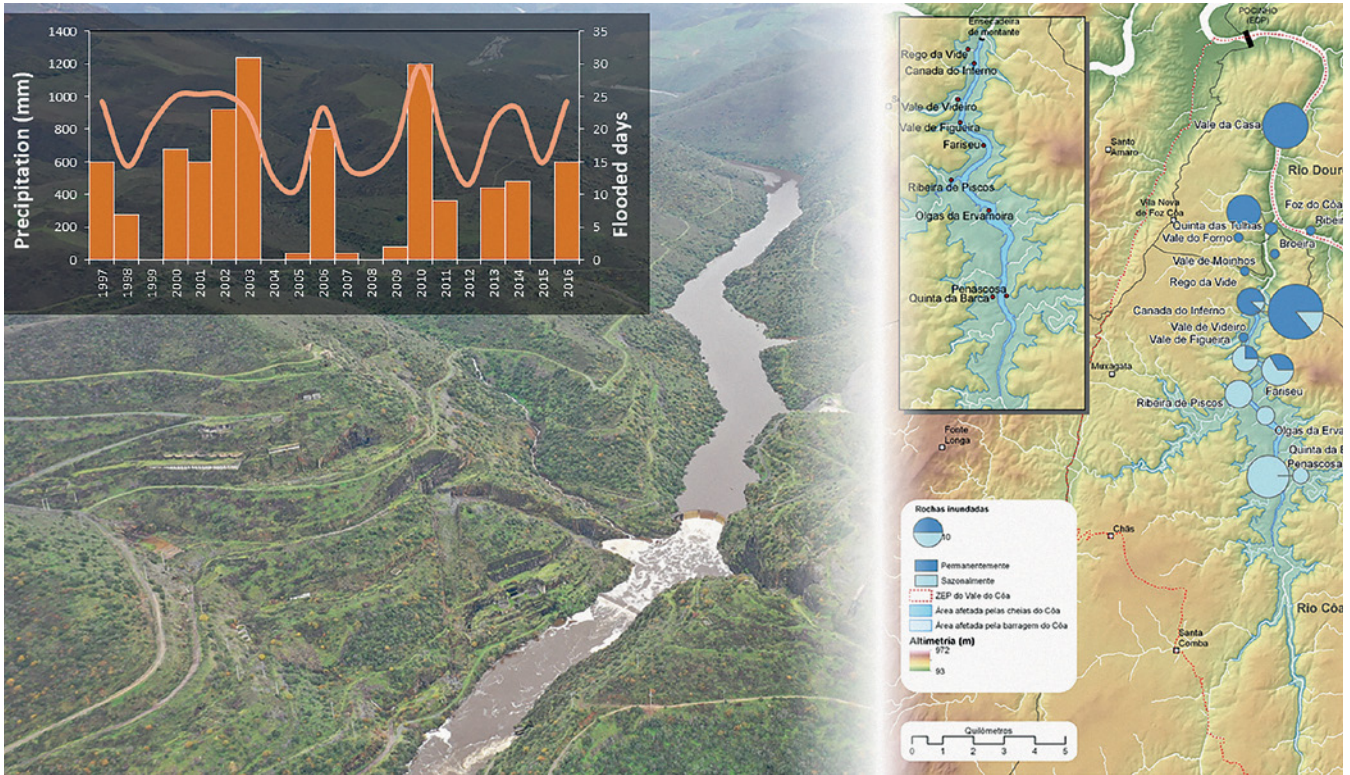 1400
1200
1000
800
600
400
200
0
Precipitation (mm)
35
30
25
20
15
10
5
0
Flooded days
1997
1998
1999
2000
2001
2002
2003
2004
2005
2006
2007
2008
2009
2010
2011
2012
2013
2014
2015
2016
Ensecadeira
de montante
Rego da Vide
Canada do Inferno
Vale de Videiro
Vale de Figueira
Fariseu
Ribeira de Piscos
Olgas da Ervamoira
Penascosa
Quinta da Barca
POCINHO
(EDP)
Vale da Casa
Santo
Amaro
Rio Dour
Vila Nova
de Foz Côa
Foz do Côa
Ribei
Quinta das Tulhas
Vale do Forno
Broeira
Vale de Moinhos
Rego da Vide
Canada do Inferno
Vale de Videiro
Vale de Figueira
Muxagata
Fariseu
Ribeira de Piscos
Olgas da Erva
Fonte
Longa
Quinta da B
Penascosa
Chãs
Santa
Comba
Rio Côa
Rochas inundadas
10
Permanentemente
Sazonalmente
ZEP do Vale do Côa
Área afetada pelas cheias do Côa
Área afetada pela barragem do Côa
Altimetria (m)
972
93
Quilómetros
0 1 2 3 4 5